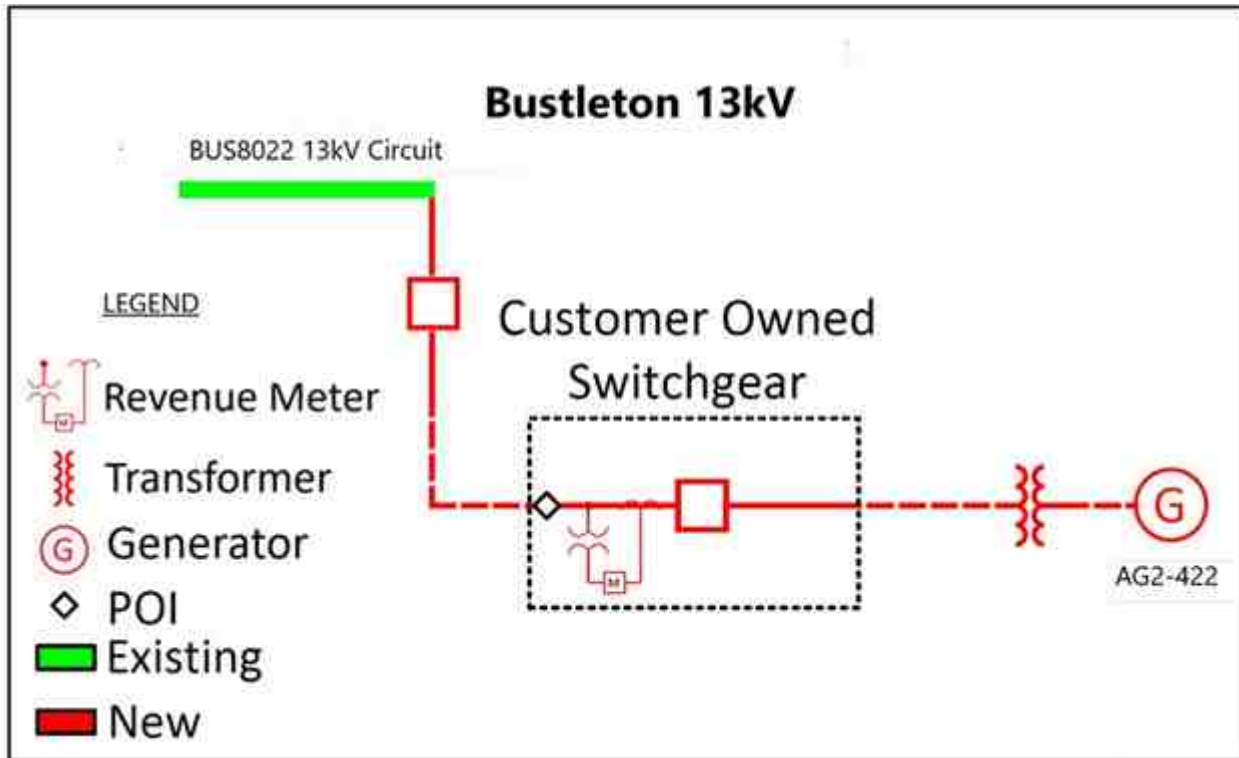 Bustleton 13kV
BUS8022 13kV Circuit
LEGEND
Customer Owned
Switchgear
Revenue Meter
Transformer
G
Generator
POI
Existing
New
M
M
G
AG2-422